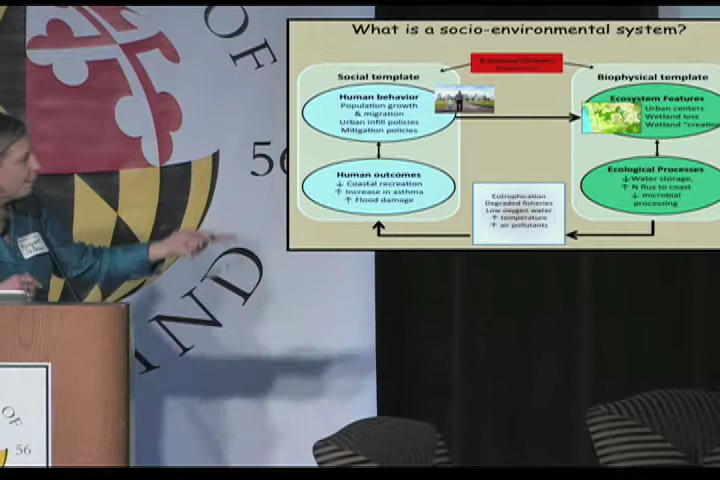 What is a socio-environmental system?
Social template
Biophysical template
Human behavior
Population growth
& migration
Urban infill policies
Mitigation policies
Ecosystem Features
Urban centers
Wetland loss
Wetland "creation
Human outcomes
↓ Coastal recreation
↑ Increase in asthma
↑ Flood damage
Eutrophication
Degraded fisheries
Low oxygen water
↑ temperature
↑ air pollutants
Ecological Processes
↓ Water storage,
↑ N flux to coast
↓ microbial
processing
OF
56
IND
OF
56